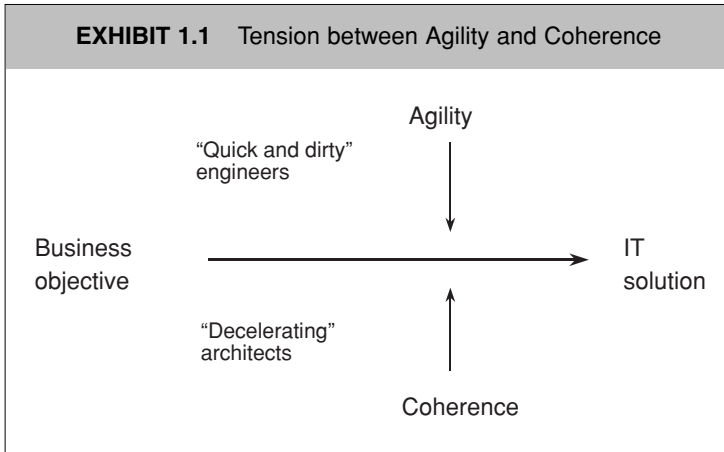 EXHIBIT 1.1 Tension between Agility and Coherence
Agility
“Quick and dirty”
engineers
Business
objective
IT
solution
“Decelerating”
architects
Coherence